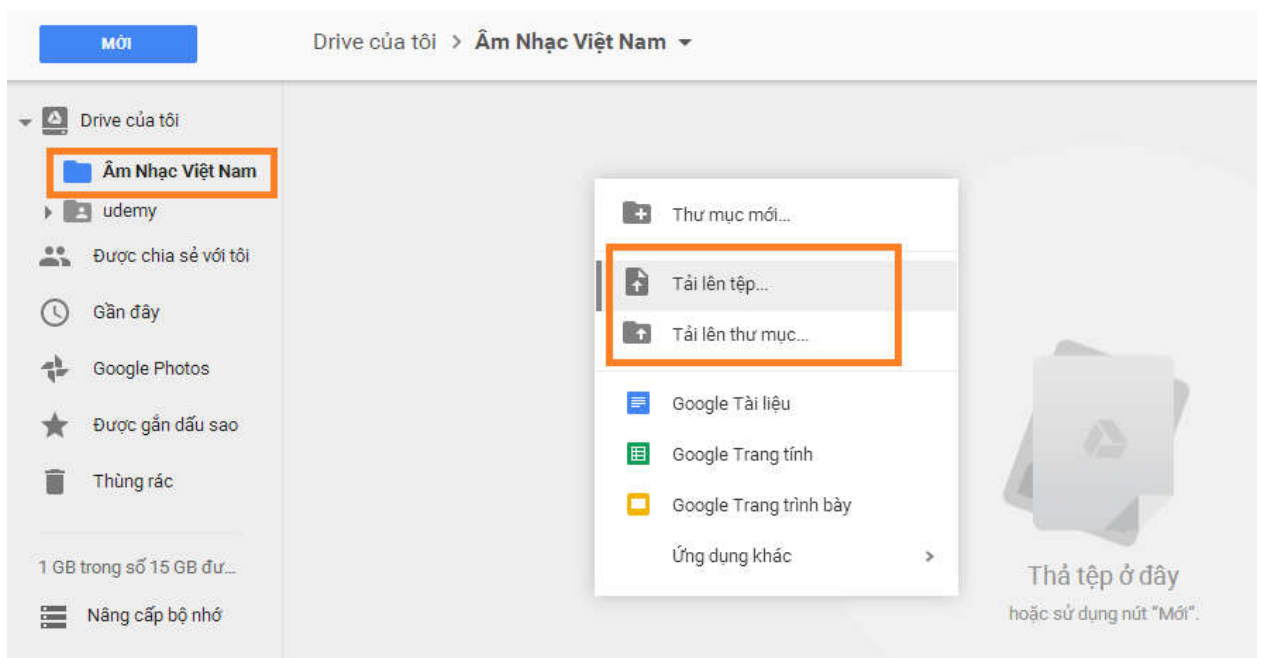 MỚI
Drive của tôi > Âm Nhạc Việt Nam
Drive của tôi
Âm Nhạc Việt Nam
udemy
Được chia sẻ với tôi
Gần đây
Google Photos
Được gắn dấu sao
Thùng rác
1 GB trong số 15 GB đư...
Nâng cấp bộ nhớ
Thư mục mới...
Tải lên tệp...
Tải lên thư mục...
Google Tài liệu
Google Trang tính
Google Trang trình bày
Ứng dụng khác >
Thả tệp ở đây
hoặc sử dụng nút "Mới".